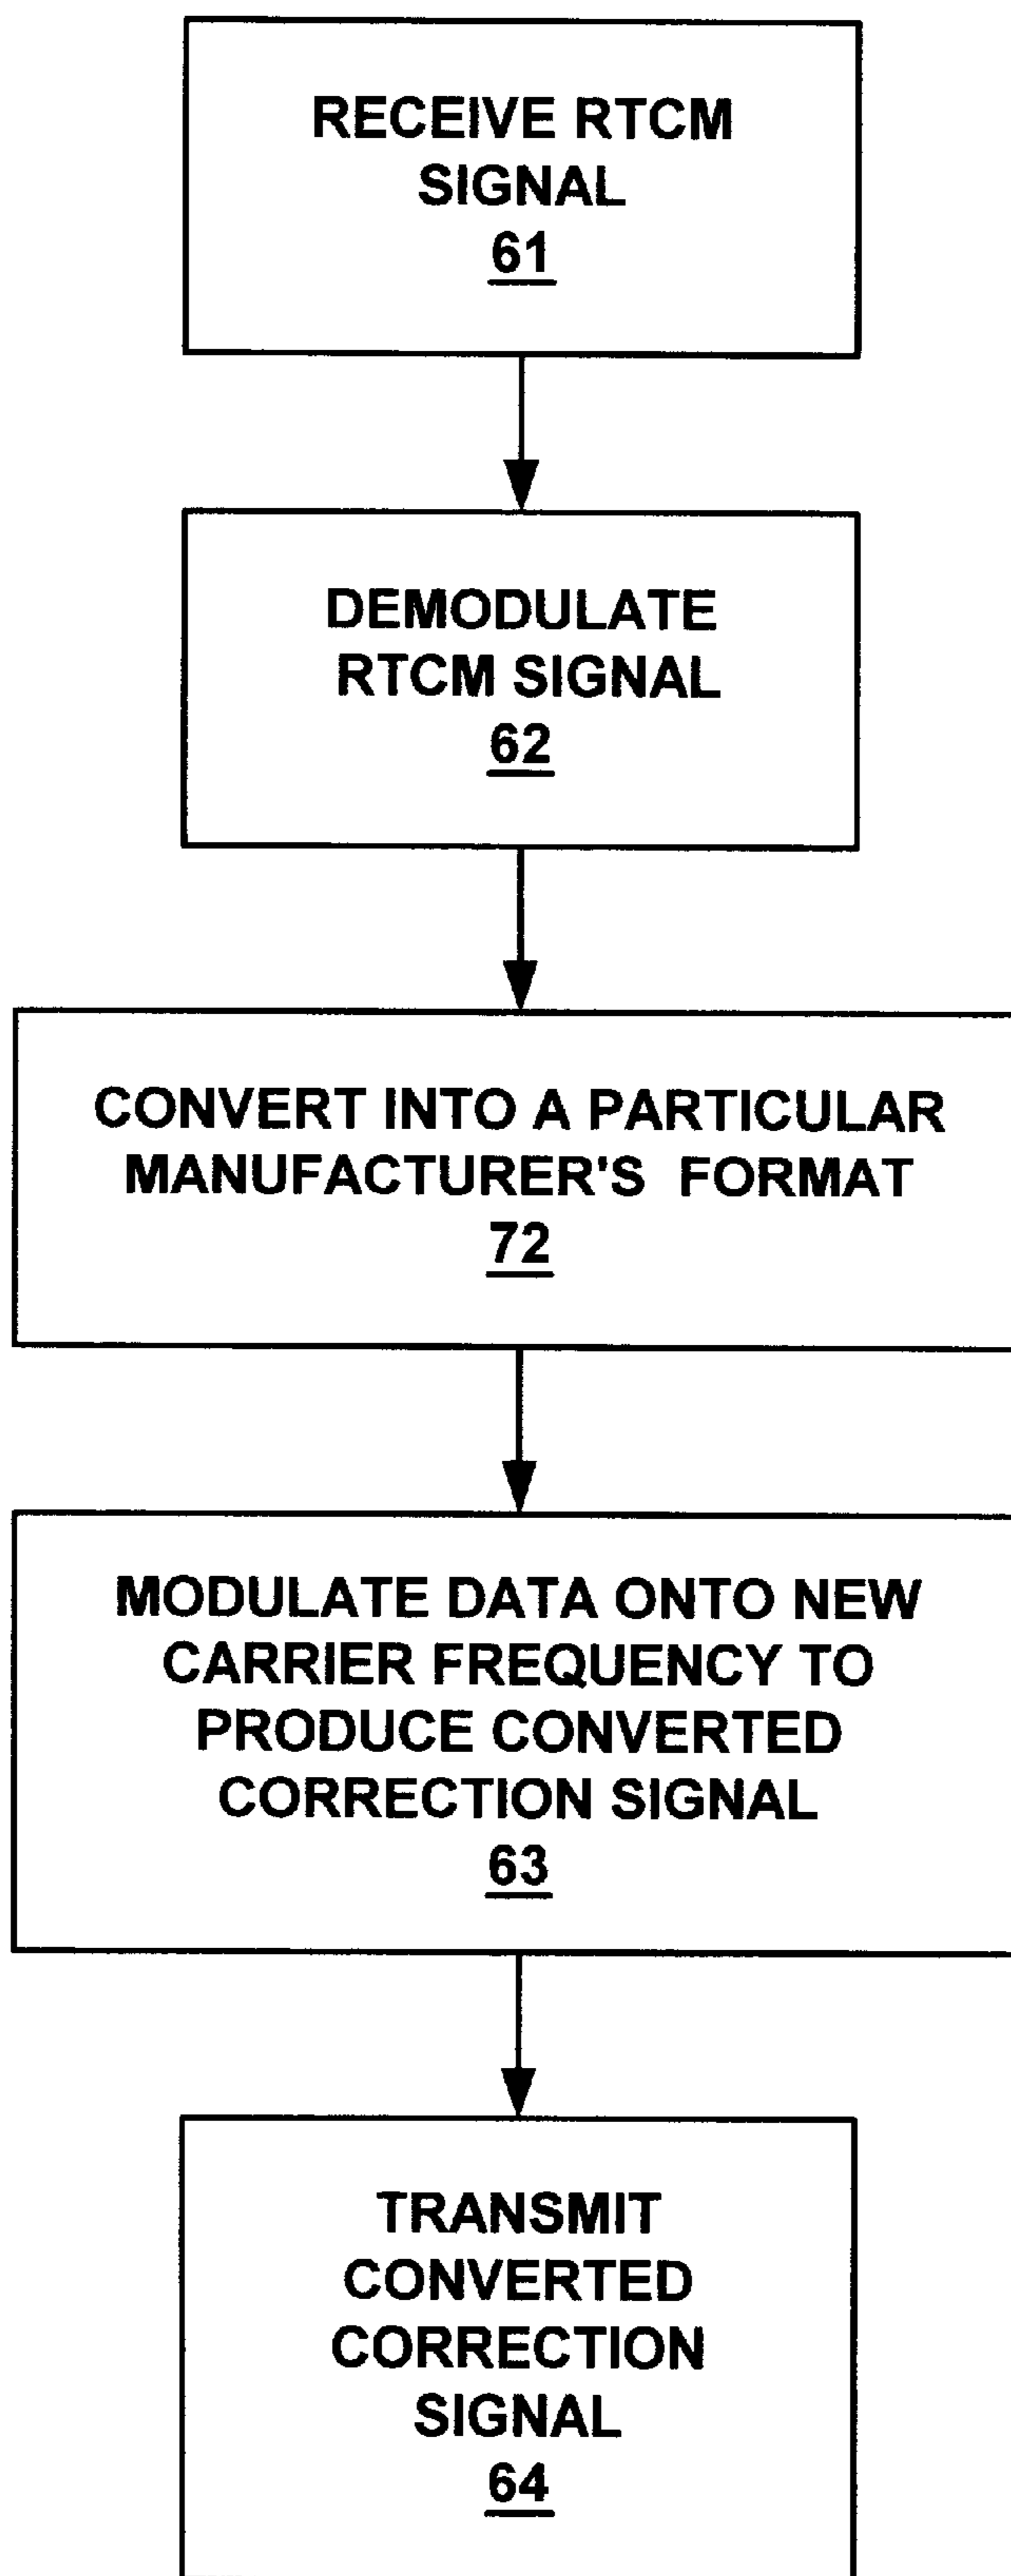 RECEIVE RTCM
SIGNAL
61
DEMODULATE
RTCM SIGNAL
62
CONVERT INTO A PARTICULAR
MANUFACTURER'S FORMAT
72
MODULATE DATA ONTO NEW
CARRIER FREQUENCY TO
PRODUCE CONVERTED
CORRECTION SIGNAL
63
TRANSMIT
CONVERTED
CORRECTION
SIGNAL
64